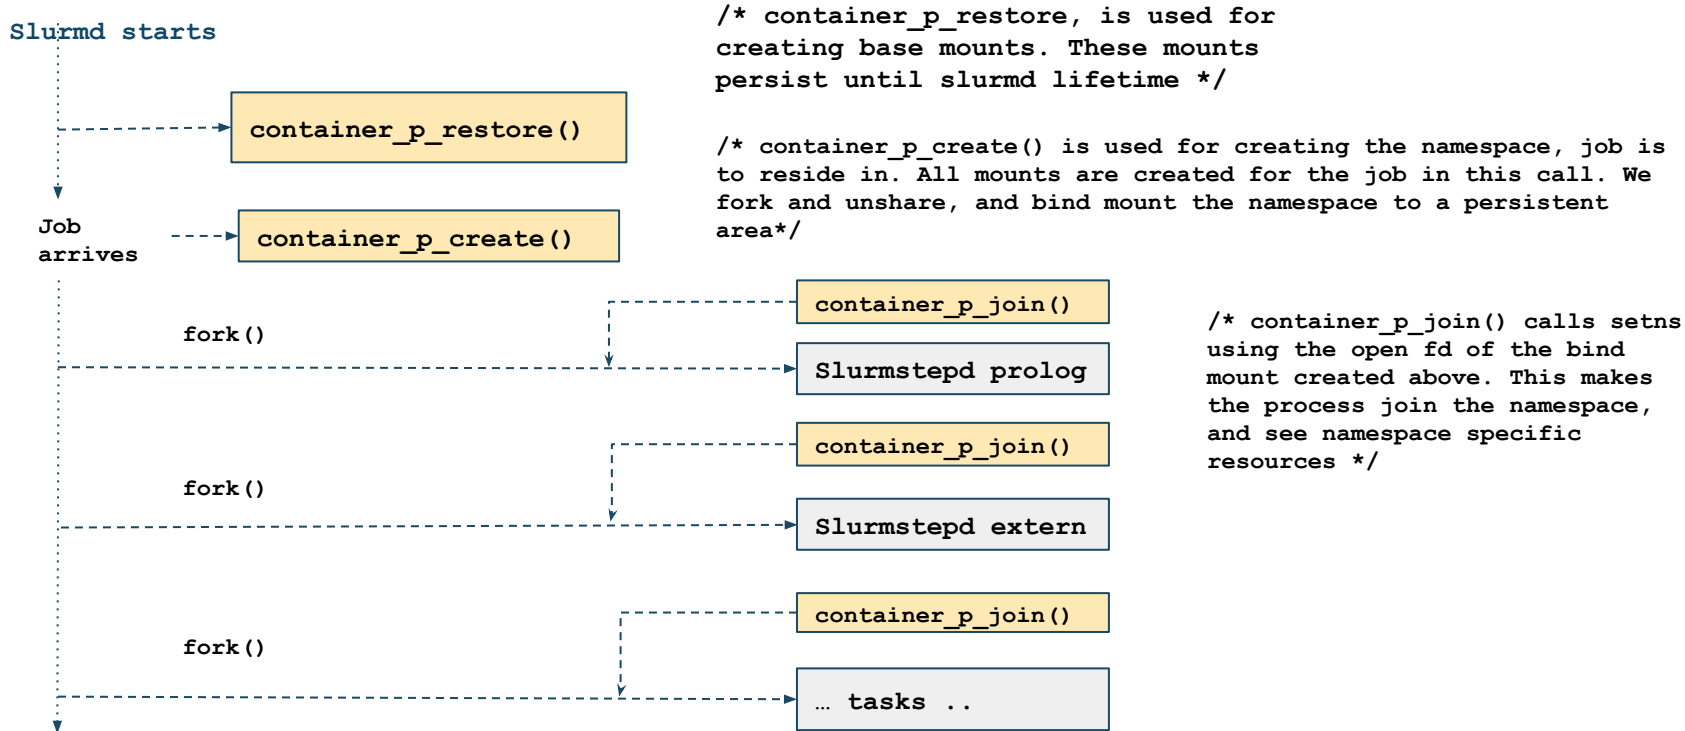 Slurmd starts
/* container_p_restore, is used for
creating base mounts. These mounts
persist until slurmd lifetime */
container_p_restore()
/* container_p_create() is used for creating the namespace, job is
to reside in. All mounts are created for the job in this call. We
fork and unshare, and bind mount the namespace to a persistent
area*/
Job
arrives
container_p_create()
container_p_join()
fork()
Slurmstepd prolog
/* container_p_join() calls setns
using the open fd of the bind
mount created above. This makes
the process join the namespace,
and see namespace specific
resources */
container_p_join()
fork()
Slurmstepd extern
container_p_join()
fork()
… tasks ..